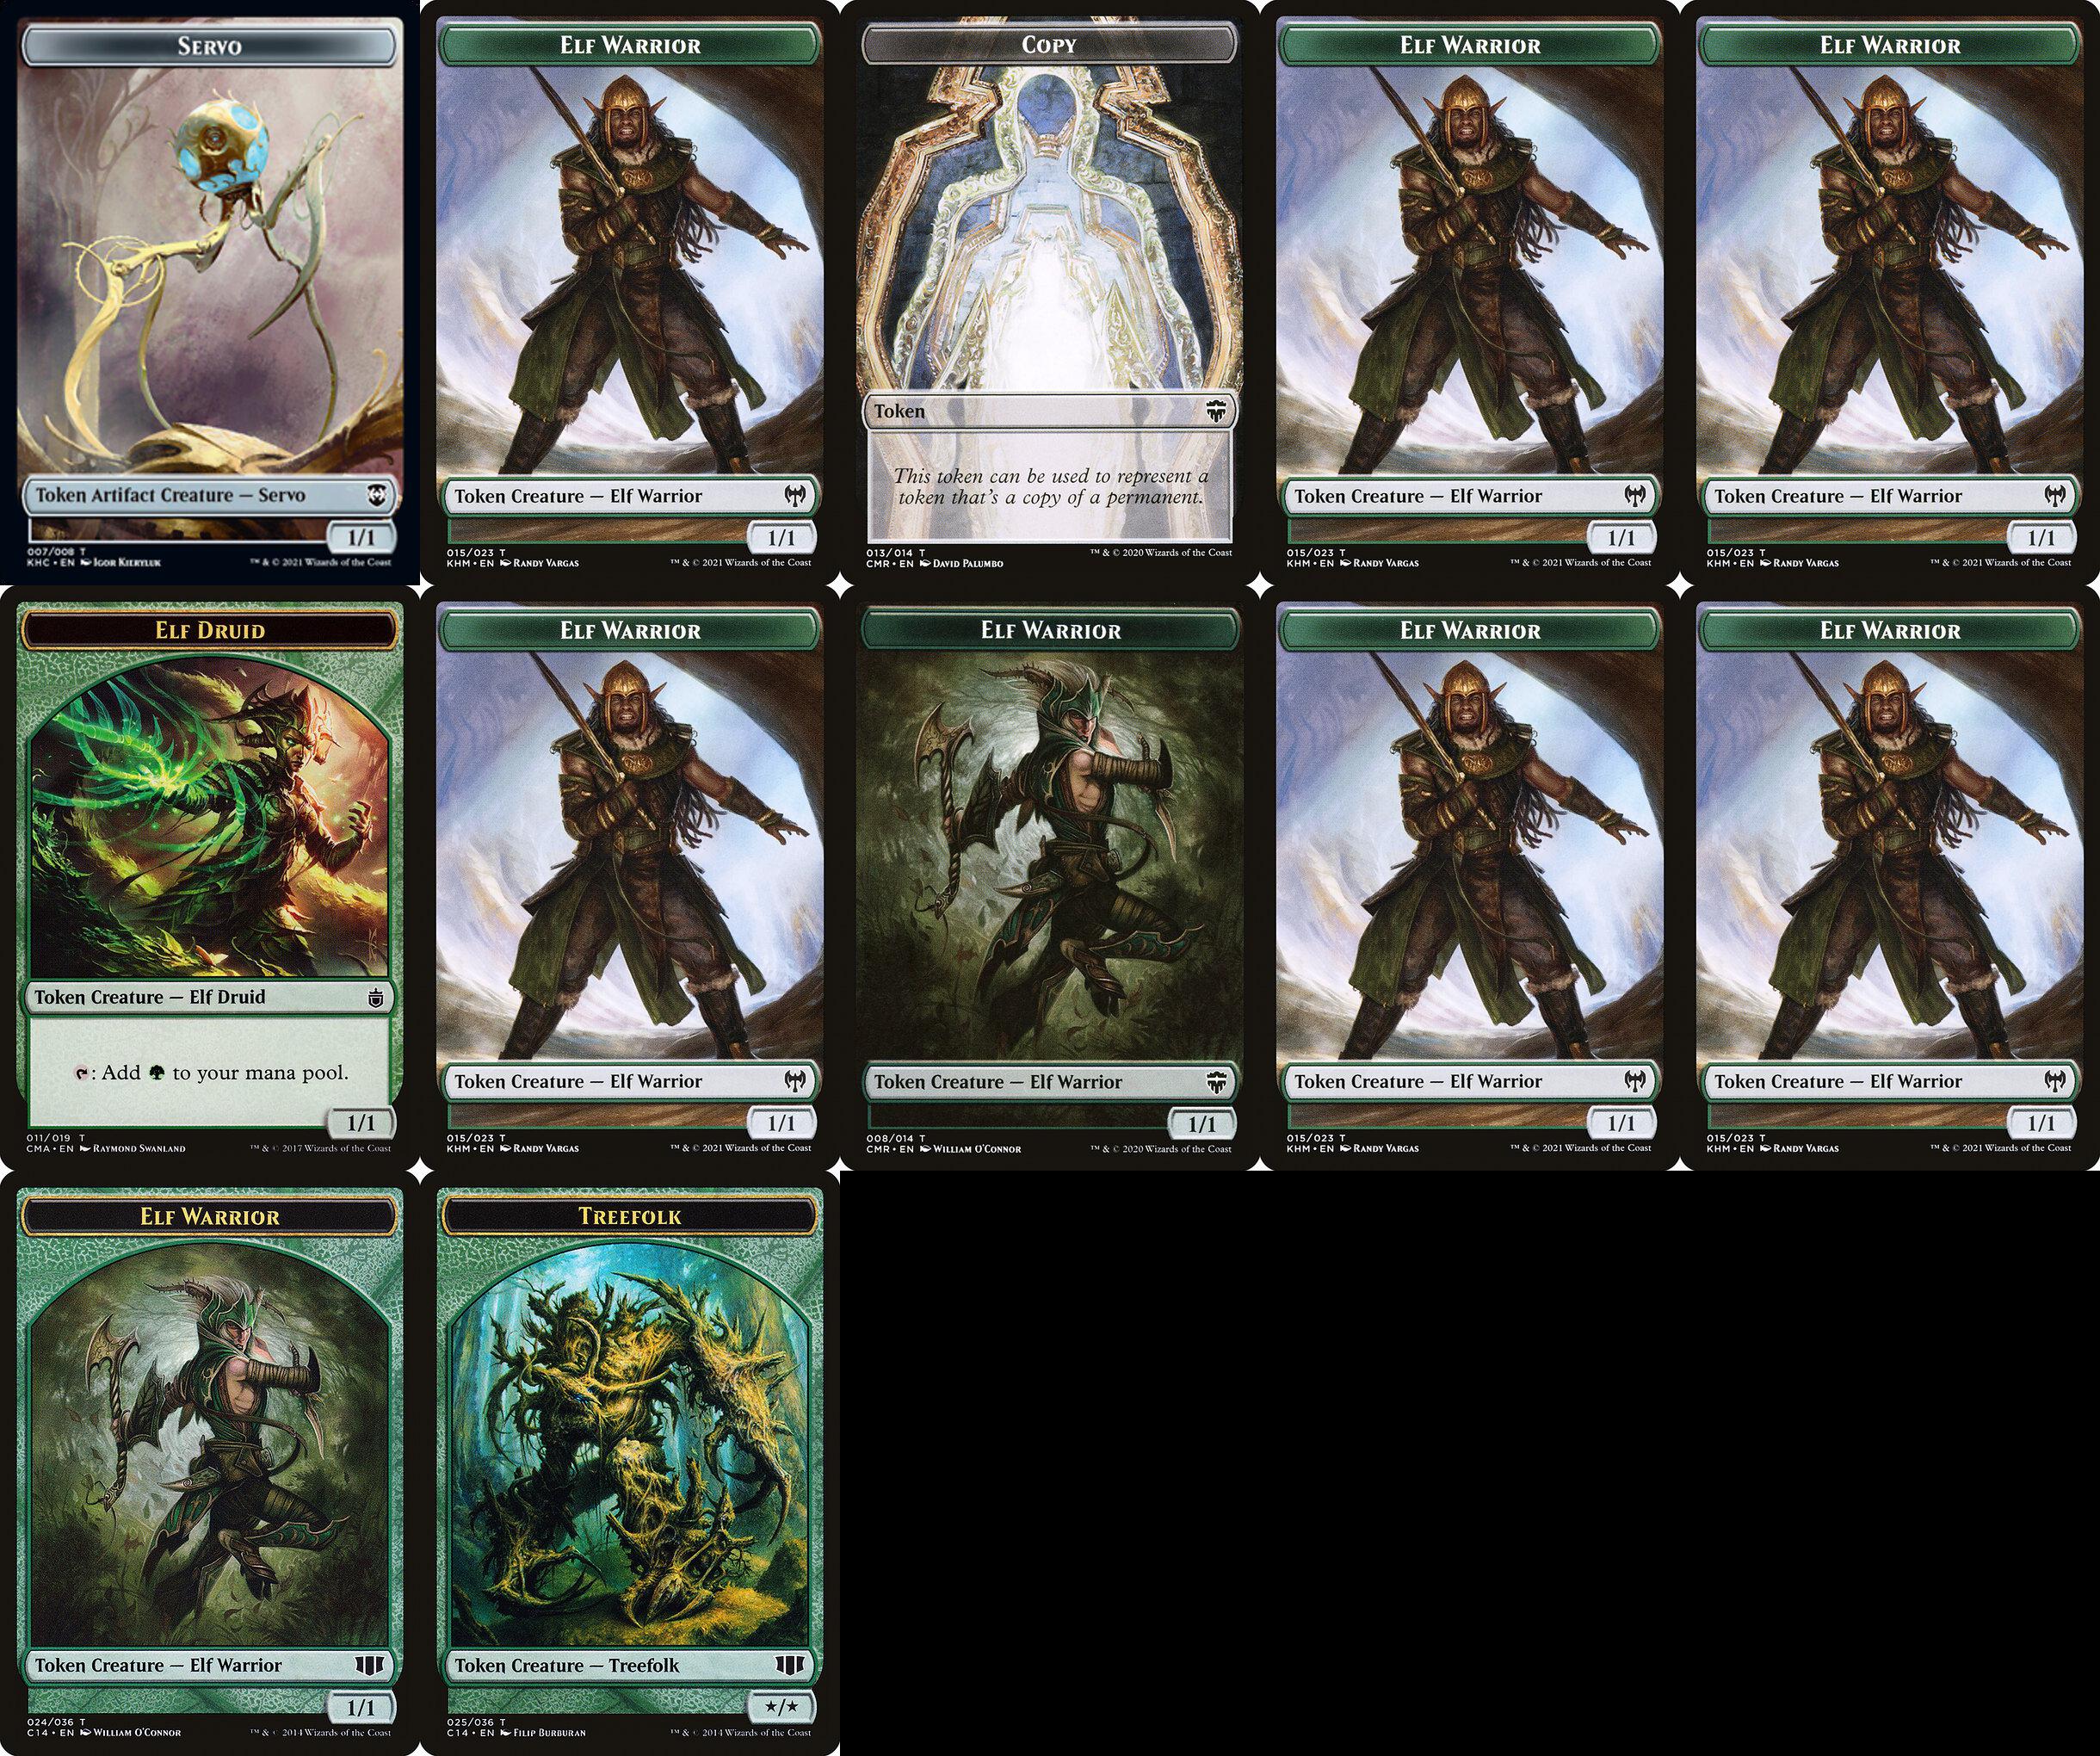 Servo
Token Artifact Creature — Servo
1/1
007/008 T
KHC • EN Igor Kieryluk
™ & © 2021 Wizards of the Coast
Elf Warrior
Token Creature — Elf Warrior
1/1
015/023 T
KHM • EN Randy Vargas
™ & © 2021 Wizards of the Coast
Copy
Token
This token can be used to represent a
token that's a copy of a permanent.
013/014 T
CMR • EN David Palumbo
™ & © 2020 Wizards of the Coast
Elf Warrior
Token Creature — Elf Warrior
1/1
015/023 T
KHM • EN Randy Vargas
™ & © 2021 Wizards of the Coast
Elf Warrior
Token Creature — Elf Warrior
1/1
015/023 T
KHM • EN Randy Vargas
™ & © 2021 Wizards of the Coast
Elf Druid
Token Creature — Elf Druid
: Add to your mana pool.
1/1
011/019 T
CMA • EN Raymond Swanland
™ & © 2017 Wizards of the Coast
Elf Warrior
Token Creature — Elf Warrior
1/1
015/023 T
KHM • EN Randy Vargas
™ & © 2021 Wizards of the Coast
Elf Warrior
Token Creature — Elf Warrior
1/1
008/014 T
CMR • EN William O'Connor
™ & © 2020 Wizards of the Coast
Elf Warrior
Token Creature — Elf Warrior
1/1
015/023 T
KHM • EN Randy Vargas
™ & © 2021 Wizards of the Coast
Elf Warrior
Token Creature — Elf Warrior
1/1
015/023 T
KHM • EN Randy Vargas
™ & © 2021 Wizards of the Coast
Elf Warrior
Token Creature — Elf Warrior
1/1
024/036 T
C14 • EN William O'Connor
™ & © 2014 Wizards of the Coast
Treefolk
Token Creature — Treefolk
★/★
025/036 T
C14 • EN Filip Burburan
™ & © 2014 Wizards of the Coast